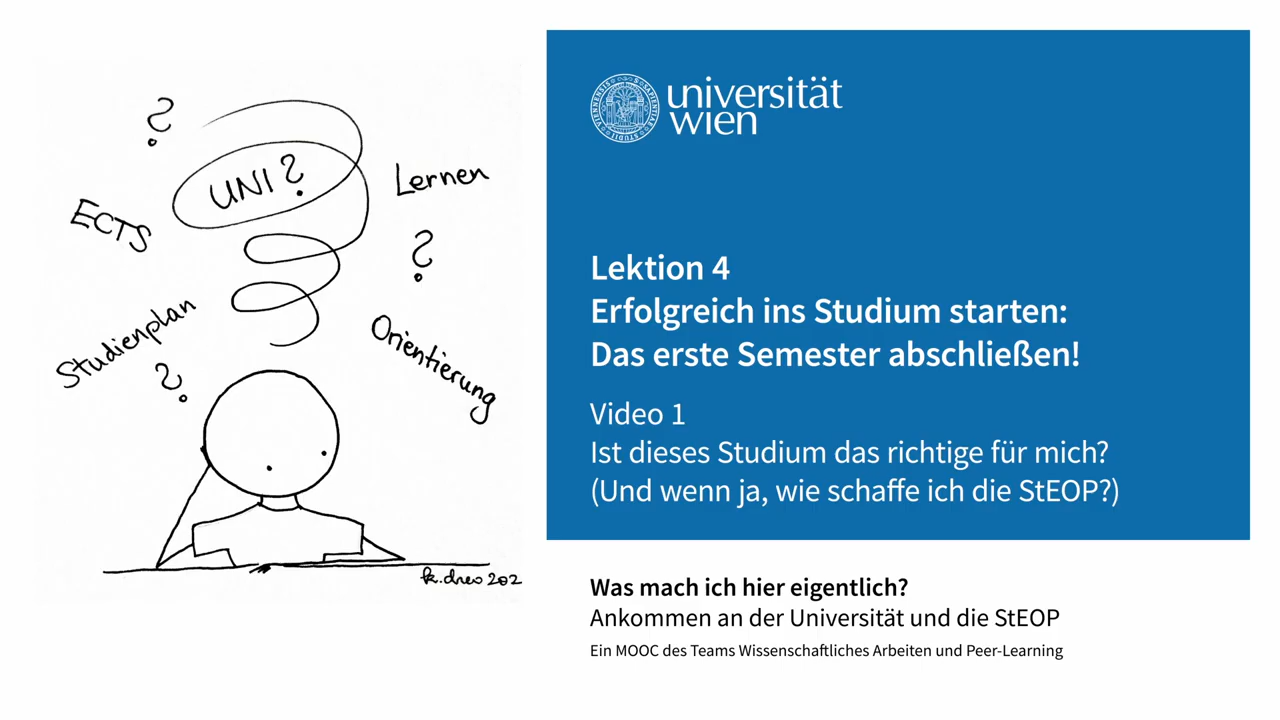 ?
UNI?
Lernen
ECTS
?
Studienplan
?
Orientierung
universität
wien
Lektion 4
Erfolgreich ins Studium starten:
Das erste Semester abschließen!
Video 1
Ist dieses Studium das richtige für mich?
(Und wenn ja, wie schaffe ich die StEOP?)
Was mach ich hier eigentlich?
Ankommen an der Universität und die StEOP
Ein MOOC des Teams Wissenschaftliches Arbeiten und Peer-Learning